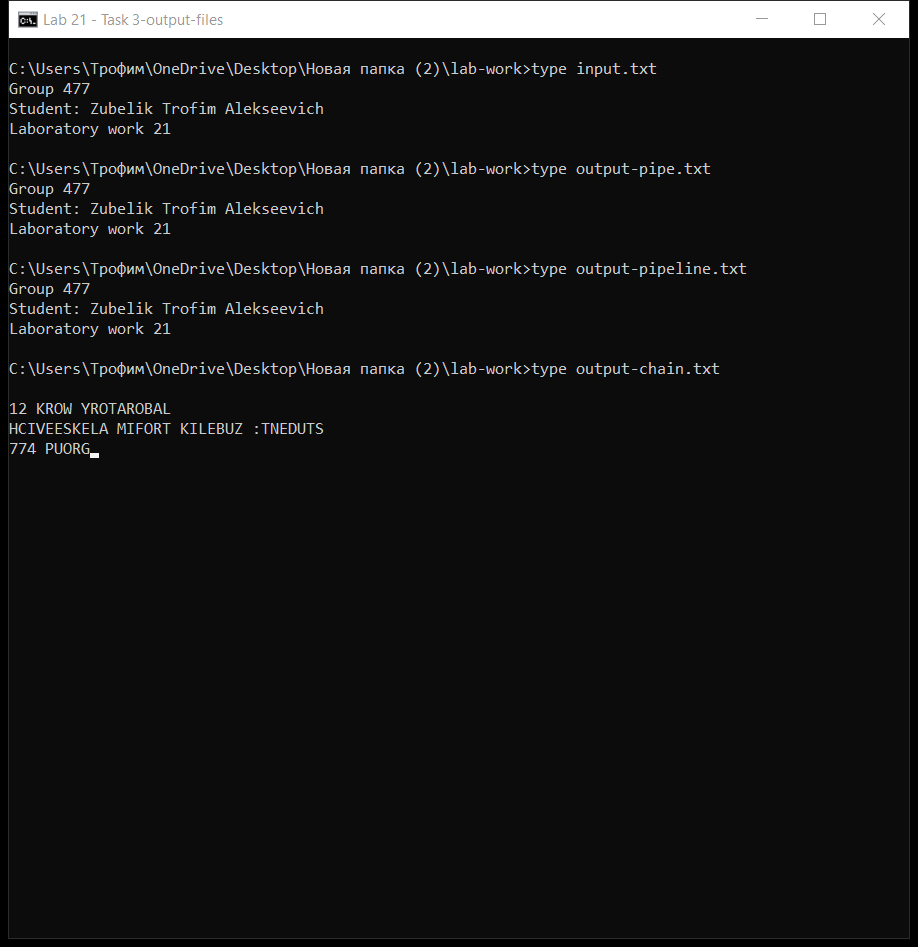 Lab 21 - Task 3-output-files
C:\Users\Трофим\OneDrive\Desktop\Новая папка (2)\lab-work>type input.txt
Group 477
Student: Zubelik Trofim Alekseevich
Laboratory work 21
C:\Users\Трофим\OneDrive\Desktop\Новая папка (2)\lab-work>type output-pipe.txt
Group 477
Student: Zubelik Trofim Alekseevich
Laboratory work 21
C:\Users\Трофим\OneDrive\Desktop\Новая папка (2)\lab-work>type output-pipeline.txt
Group 477
Student: Zubelik Trofim Alekseevich
Laboratory work 21
C:\Users\Трофим\OneDrive\Desktop\Новая папка (2)\lab-work>type output-chain.txt
12 KROW YROTAROBAL
HCIVEESKELA MIFORT KILEBUZ :TNEDUTS
774 PUORG